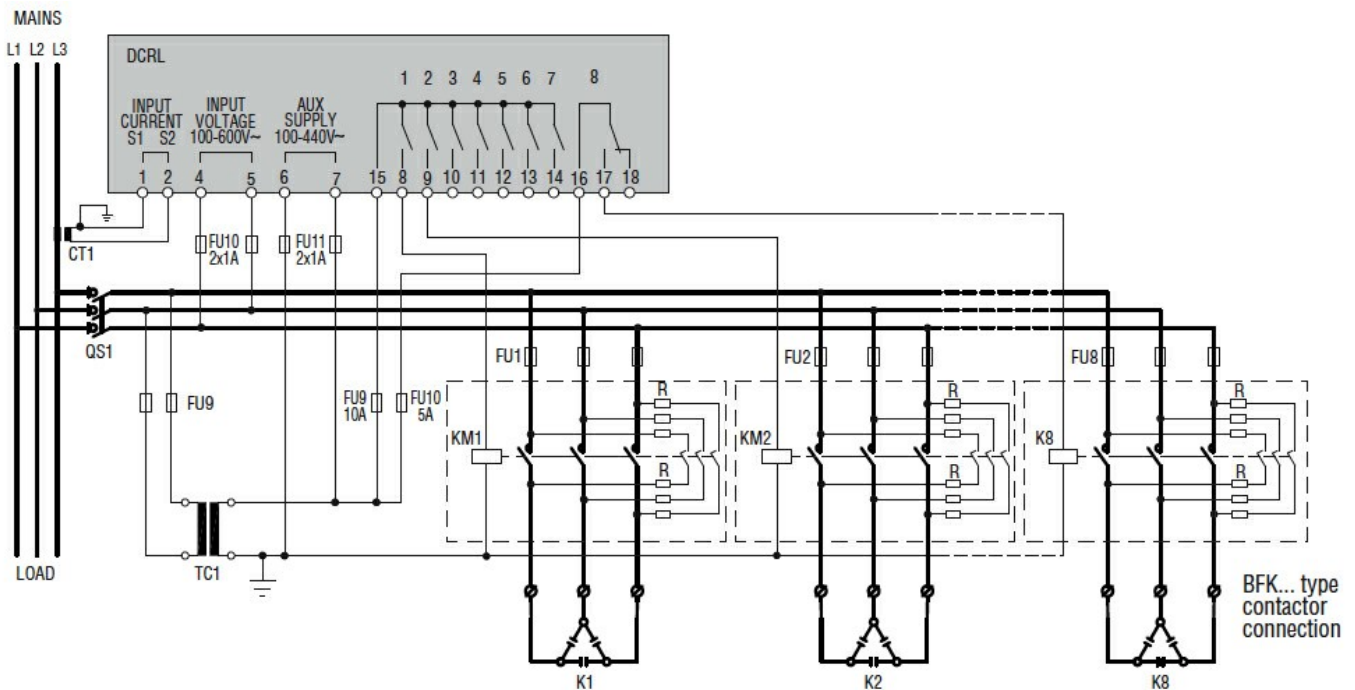 MAINS
L1 L2 L3
DCRL
1 2 3 4 5 6 7 8
INPUT CURRENT
S1 S2
INPUT VOLTAGE
100-600V~
AUX SUPPLY
100-440V~
1 2 4 5 6 7 15 8 9 10 11 12 13 14 16 17 18
CT1
FU10
2x1A
FU11
2x1A
QS1
FU9
FU9
10A
FU10
5A
FU1
FU2
FU8
R
R
R
KM1
KM2
K8
R
R
R
LOAD
TC1
BFK... type
contactor
connection
K1
K2
K8